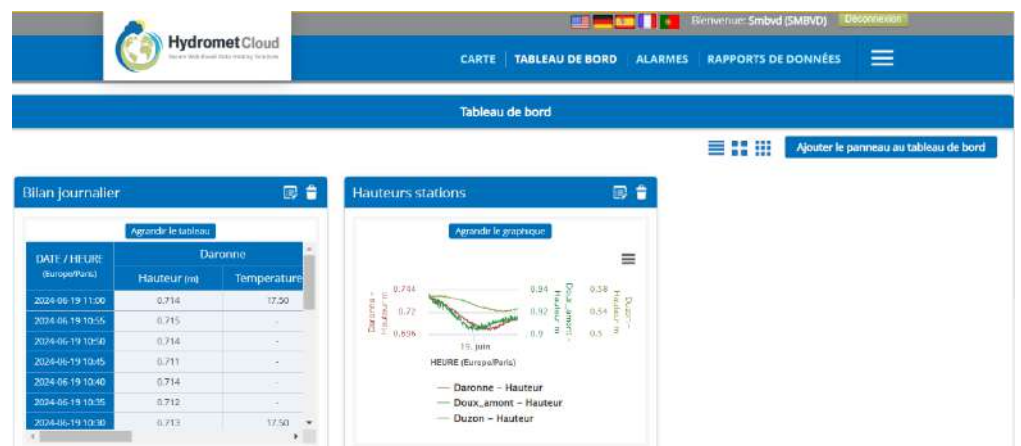 Bienvenue: Smbvd (SMBVD) Déconnexion
HydrometCloud
CARTE TABLEAU DE BORD ALARMES RAPPORTS DE DONNÉES
Tableau de bord
Ajouter le panneau au tableau de bord
Bilan journalier
Agrandir le tableau
DATE / HEURE
(Europe/Paris)
Daronne
Hauteur (m) Temperature
2024-06-19 11:00 0.714 17.50
2024-06-19 10:55 0.715 -
2024-06-19 10:50 0.714 -
2024-06-19 10:45 0.711 -
2024-06-19 10:40 0.714 -
2024-06-19 10:35 0.712 -
2024-06-19 10:30 0.713 17.50
Hauteurs stations
Agrandir le graphique
Daronne -
Hauteur m
0.744
0.72
0.696
0.94
0.92
0.9
Doux_amont -
Hauteur m
0.58
0.54
0.5
Duzon -
Hauteur m
19. juin
HEURE (Europe/Paris)
Daronne - Hauteur
Doux_amont - Hauteur
Duzon - Hauteur